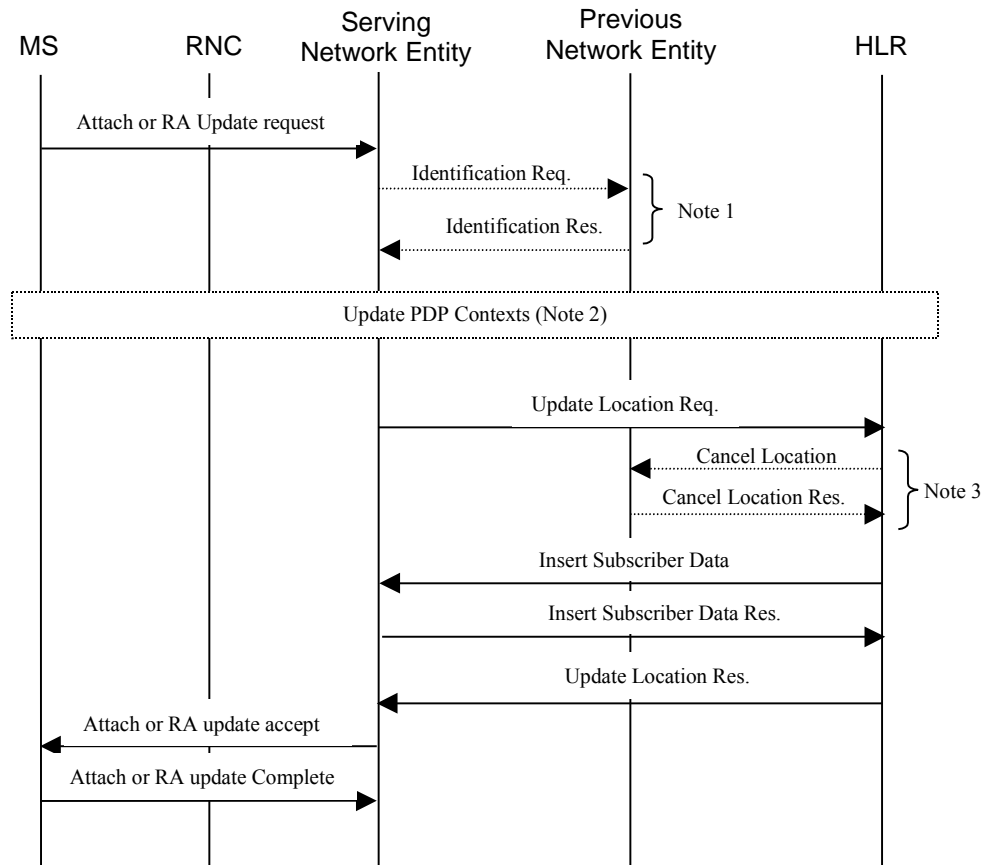 MS
RNC
Serving
Network Entity
Previous
Network Entity
HLR
Attach or RA Update request
Identification Req.
Identification Res.
Note 1
Update PDP Contexts (Note 2)
Update Location Req.
Cancel Location
Cancel Location Res.
Note 3
Insert Subscriber Data
Insert Subscriber Data Res.
Update Location Res.
Attach or RA update accept
Attach or RA update Complete